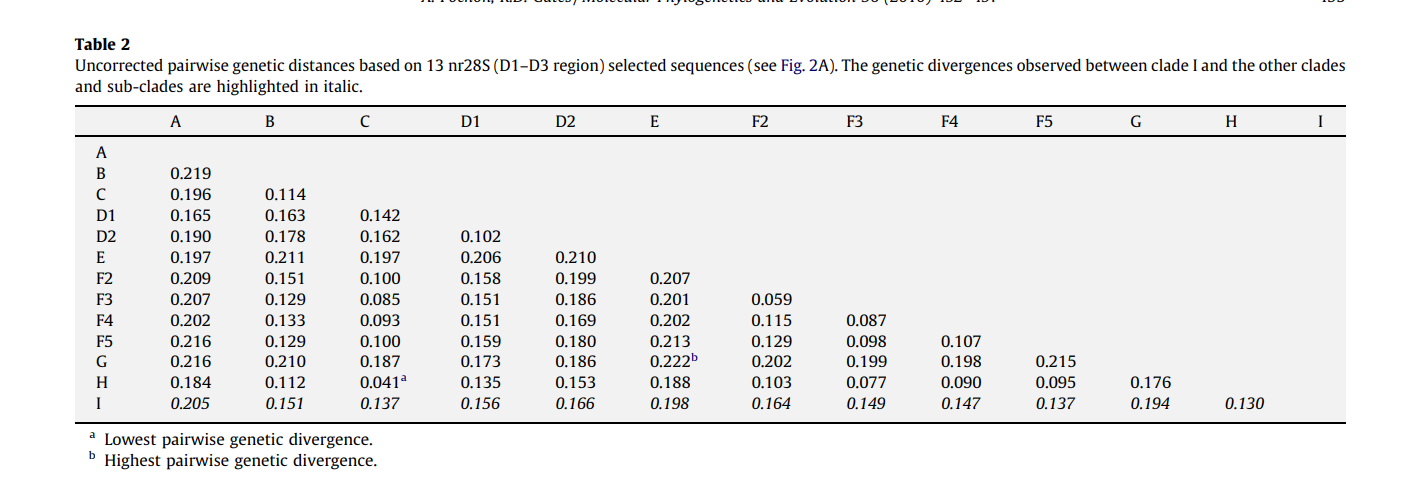 Table 2
Uncorrected pairwise genetic distances based on 13 nr28S (D1–D3 region) selected sequences (see Fig. 2A). The genetic divergences observed between clade I and the other clades
and sub-clades are highlighted in italic.
A B C D1 D2 E F2 F3 F4 F5 G H I
A
B 0.219
C 0.196 0.114
D1 0.165 0.163 0.142
D2 0.190 0.178 0.162 0.102
E 0.197 0.211 0.197 0.206 0.210
F2 0.209 0.151 0.100 0.158 0.199 0.207
F3 0.207 0.129 0.085 0.151 0.186 0.201 0.059
F4 0.202 0.133 0.093 0.151 0.169 0.202 0.115 0.087
F5 0.216 0.129 0.100 0.159 0.180 0.213 0.129 0.098 0.107
G 0.216 0.210 0.187 0.173 0.186 0.222b 0.202 0.199 0.198 0.215
H 0.184 0.112 0.041a 0.135 0.153 0.188 0.103 0.077 0.090 0.095 0.176
I 0.205 0.151 0.137 0.156 0.166 0.198 0.164 0.149 0.147 0.137 0.194 0.130
a Lowest pairwise genetic divergence.
b Highest pairwise genetic divergence.